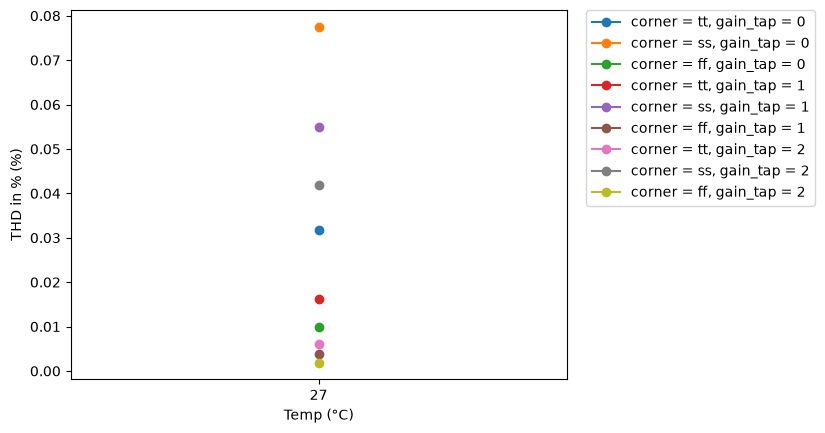 0.08
0.07
0.06
0.05
0.04
0.03
0.02
0.01
0.00
THD in % (%)
27
Temp (°C)
corner = tt, gain_tap = 0
corner = ss, gain_tap = 0
corner = ff, gain_tap = 0
corner = tt, gain_tap = 1
corner = ss, gain_tap = 1
corner = ff, gain_tap = 1
corner = tt, gain_tap = 2
corner = ss, gain_tap = 2
corner = ff, gain_tap = 2